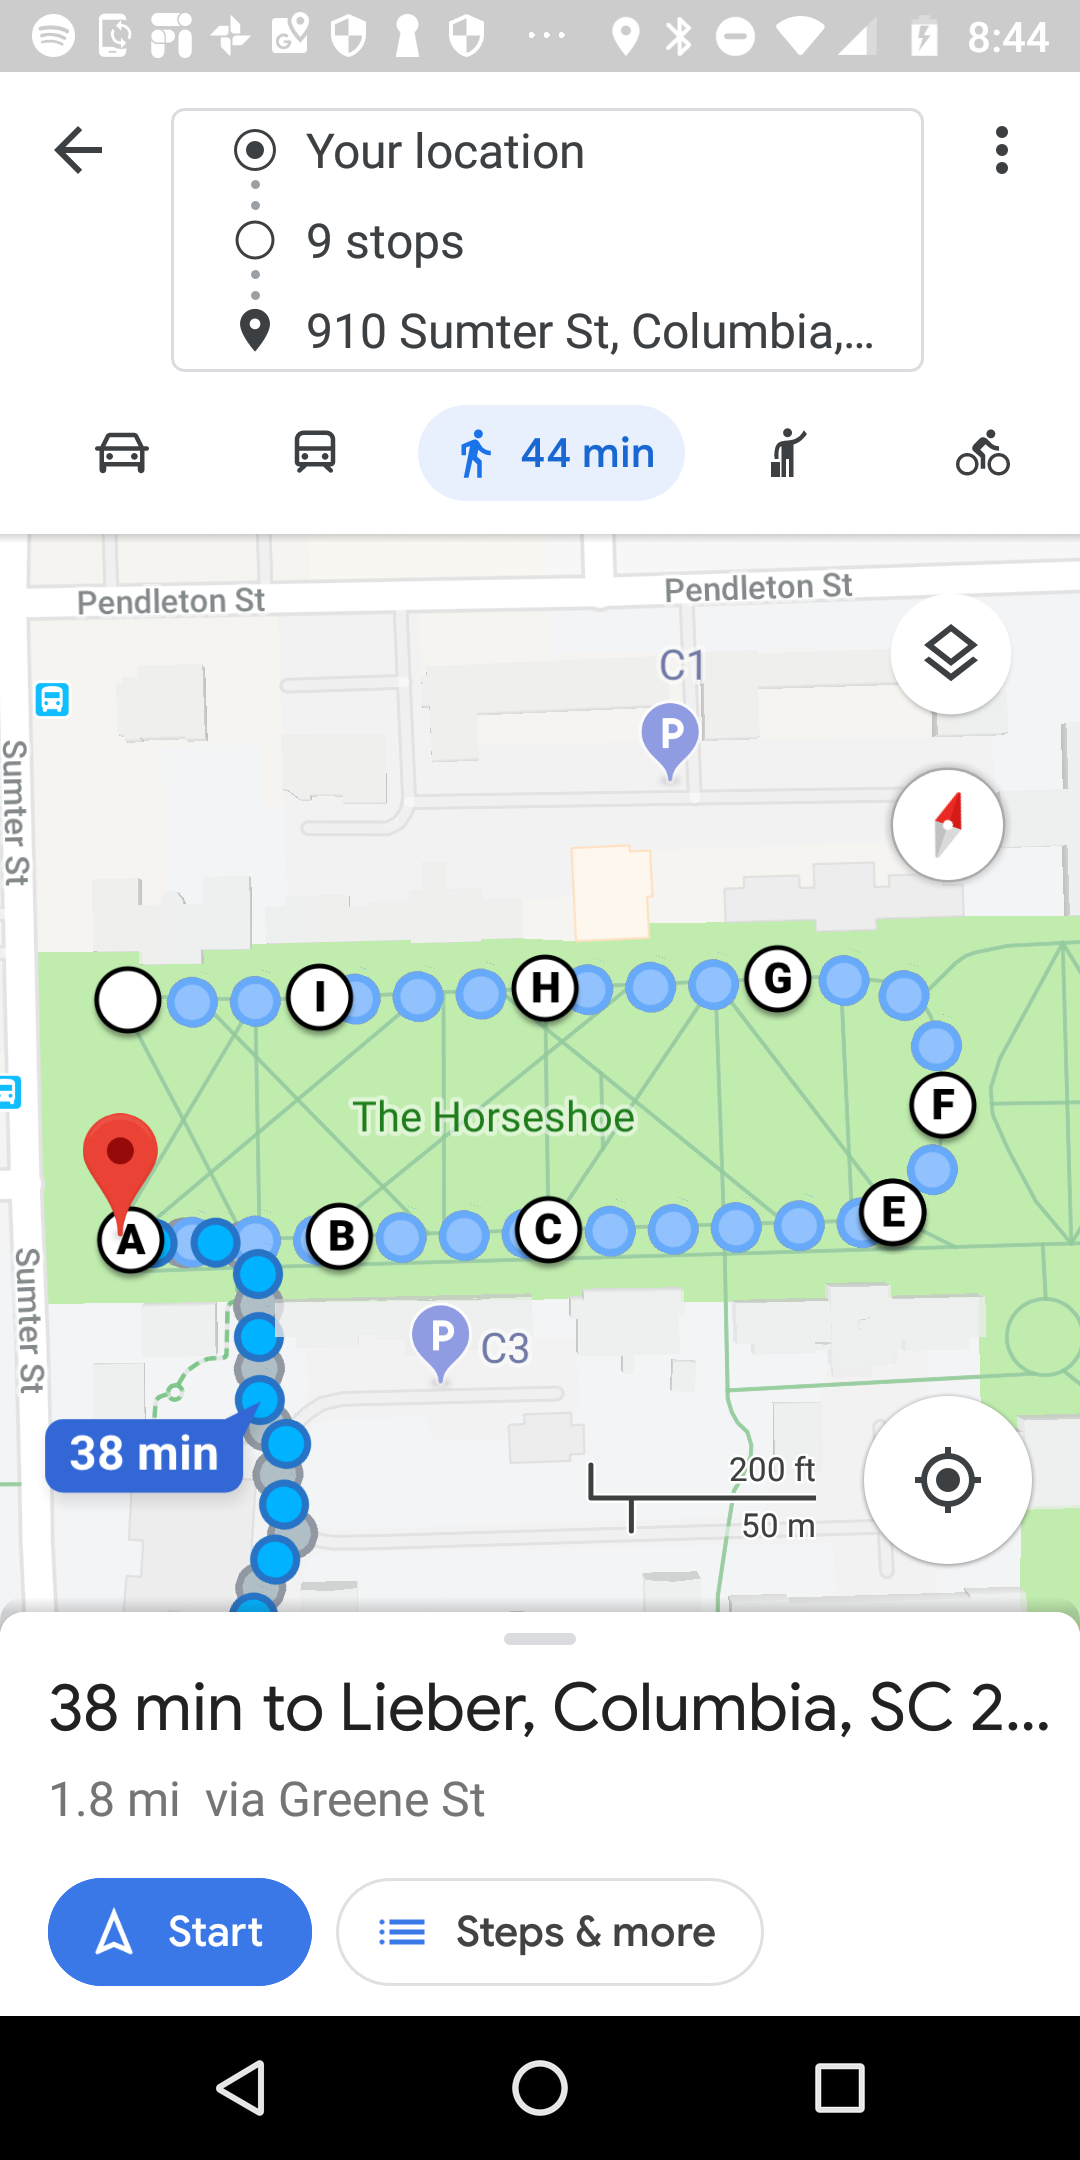 8:44
Your location
9 stops
910 Sumter St, Columbia,...
44 min
Pendleton St
Pendleton St
C1
P
Sumter St
I
H
G
F
The Horseshoe
A
B
C
E
Sumter St
P
C3
38 min
200 ft
50 m
38 min to Lieber, Columbia, SC 2...
1.8 mi via Greene St
Start
Steps & more